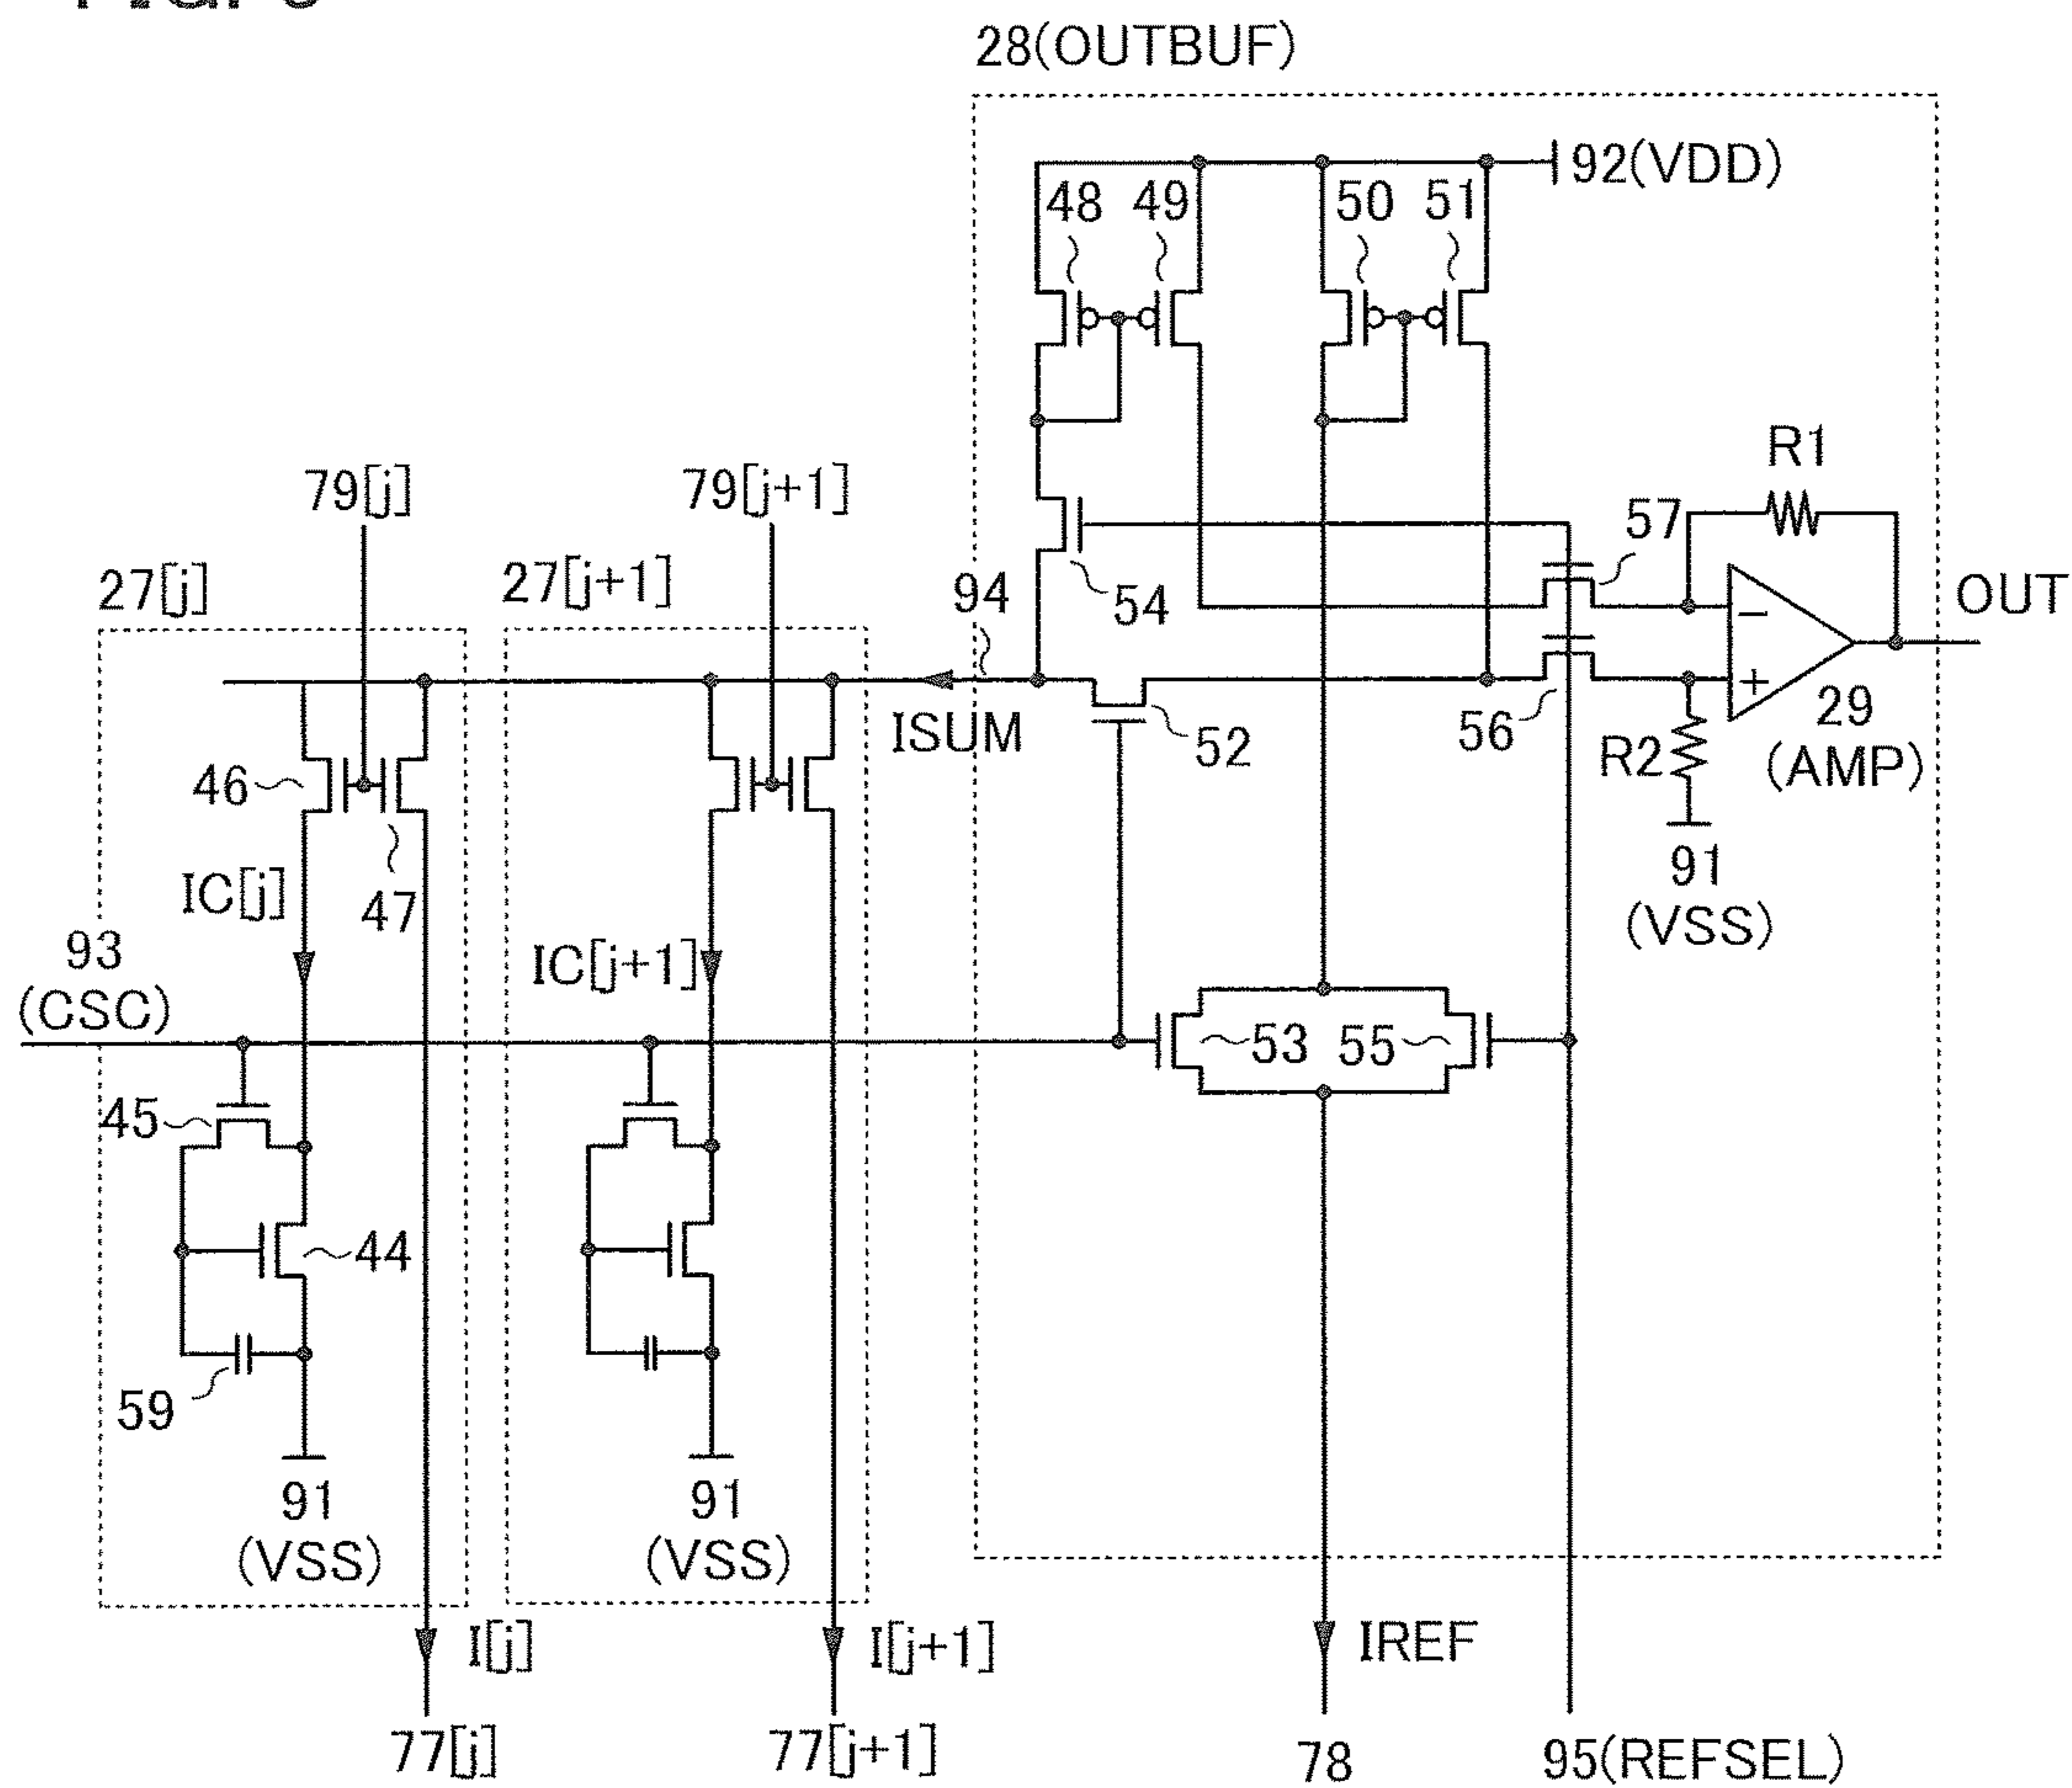 28(OUTBUF)
92(VDD)
48
49
50
51
R1
79[j]
79[j+1]
57
27[j]
27[j+1]
94
54
OUT
ISUM
52
56
R2
29
(AMP)
46
47
91
(VSS)
IC[j]
93
(CSC)
IC[j+1]
53
55
45
44
59
91
(VSS)
91
(VSS)
I[j]
I[j+1]
IREF
77[j]
77[j+1]
78
95(REFSEL)